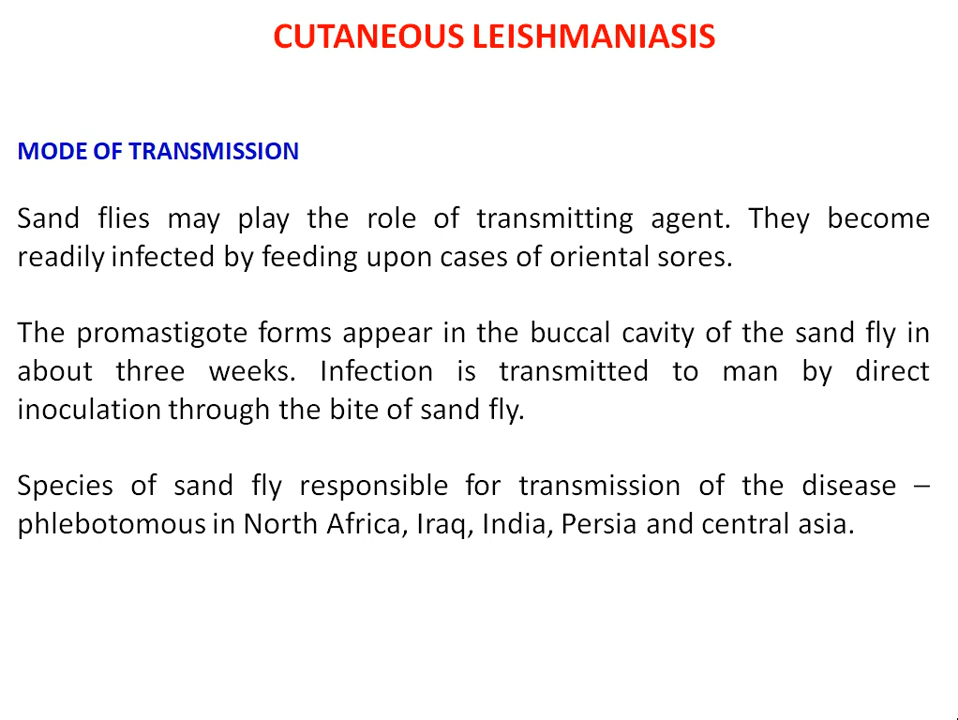 CUTANEOUS LEISHMANIASIS
MODE OF TRANSMISSION
Sand flies may play the role of transmitting agent. They become
readily infected by feeding upon cases of oriental sores.
The promastigote forms appear in the buccal cavity of the sand fly in
about three weeks. Infection is transmitted to man by direct
inoculation through the bite of sand fly.
Species of sand fly responsible for transmission of the disease –
phlebotomous in North Africa, Iraq, India, Persia and central asia.